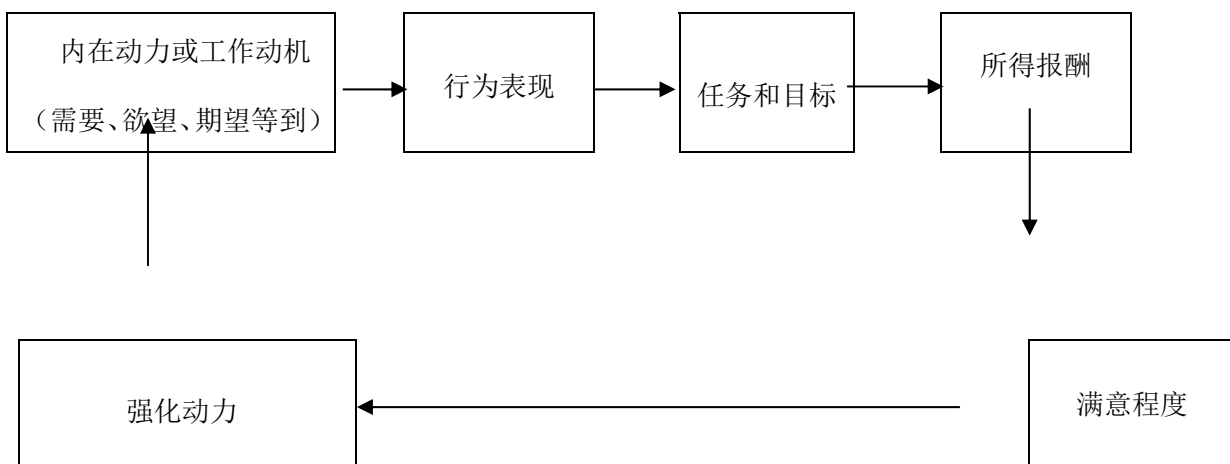 内在动力或工作动机
（需要、欲望、期望等到）
行为表现
任务和目标
所得报酬
强化动力
满意程度